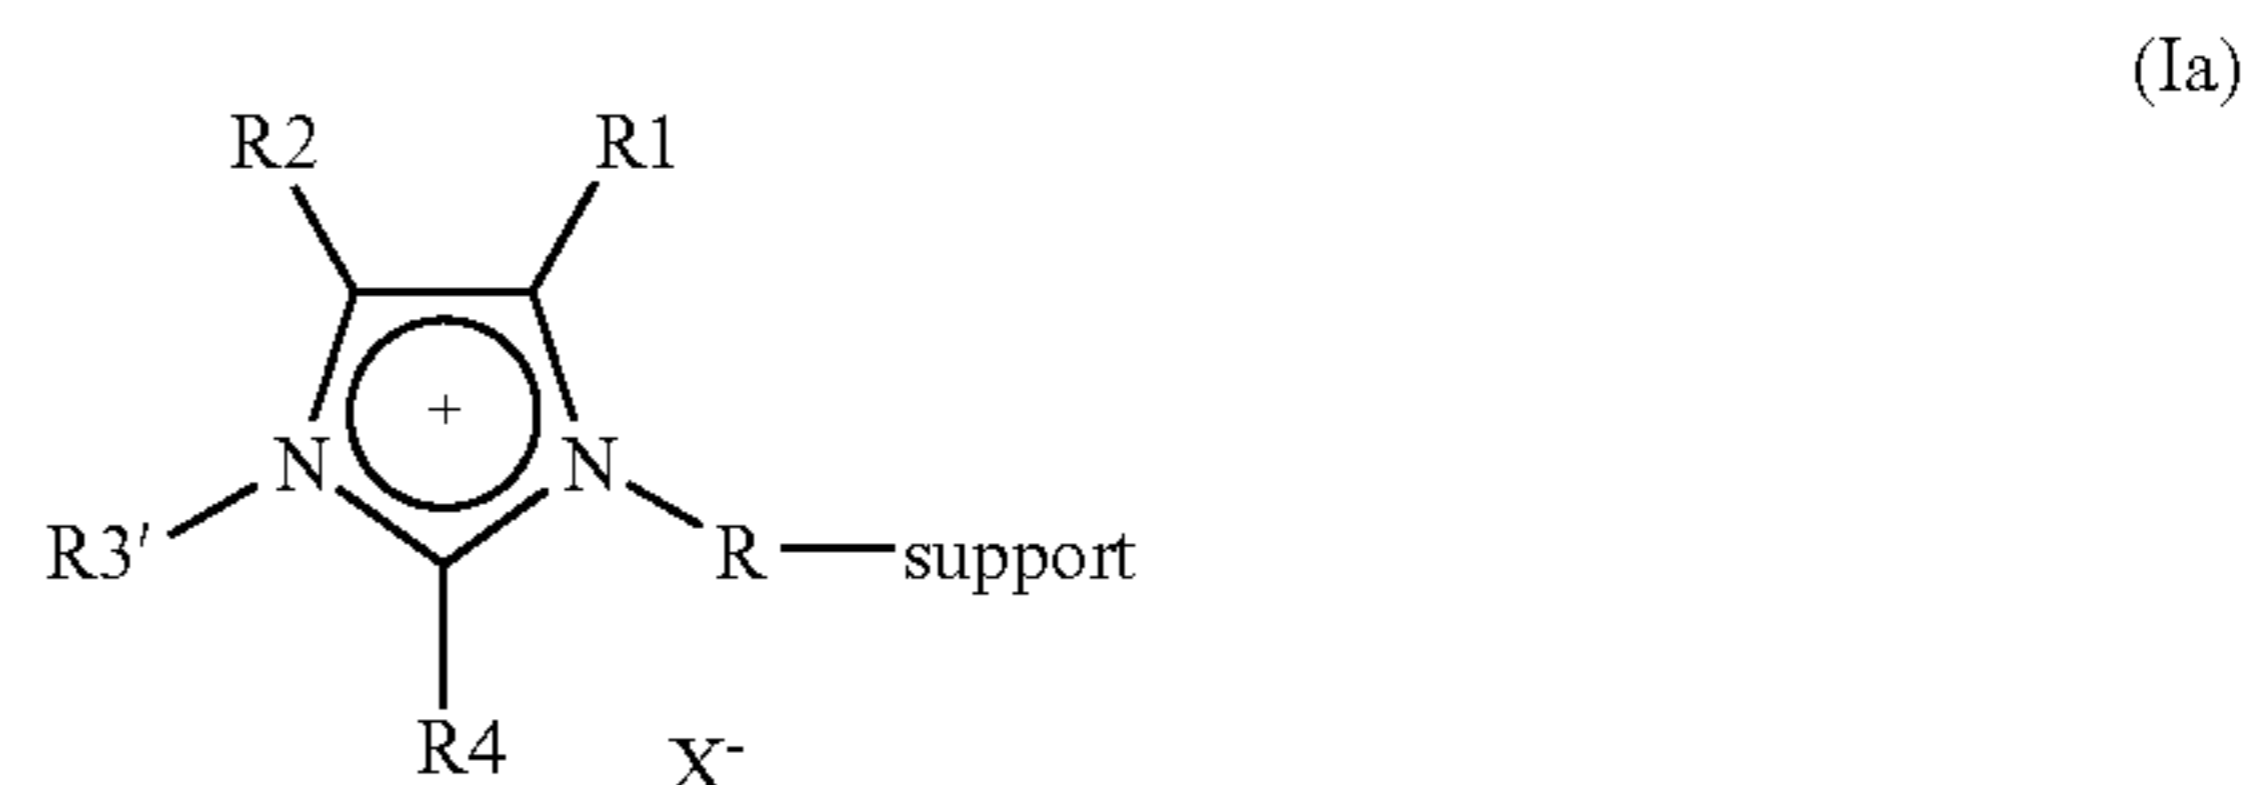 (Ia)
R2 R1
+
N N
R3′ R support
R4 X-